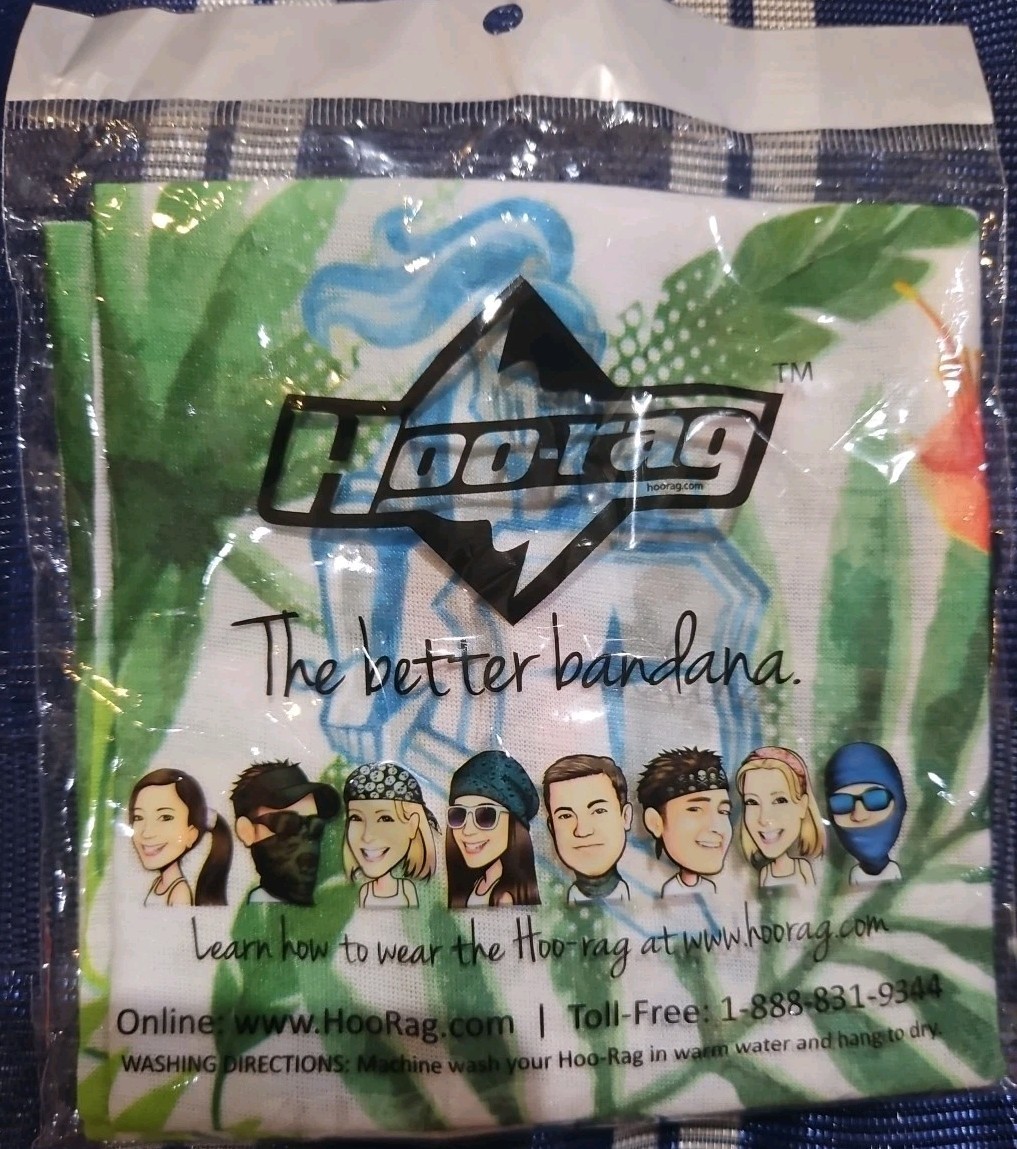 TM
Hoo-rag
hoorag.com
The better bandana.
Learn how to wear the Hoo-rag at www.hoorag.com
Online: www.HooRag.com | Toll-Free: 1-888-831-9344
WASHING DIRECTIONS: Machine wash your Hoo-Rag in warm water and hang to dry.